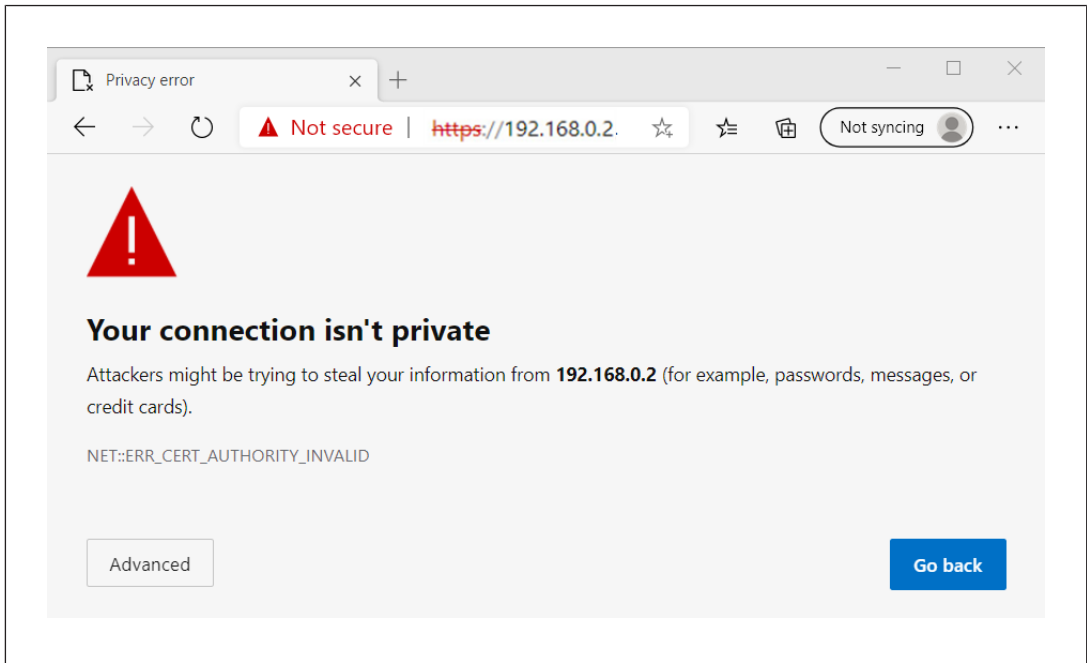 Privacy error
Not secure | https://192.168.0.2.
Not syncing
Your connection isn't private
Attackers might be trying to steal your information from 192.168.0.2 (for example, passwords, messages, or
credit cards).
NET::ERR_CERT_AUTHORITY_INVALID
Advanced
Go back